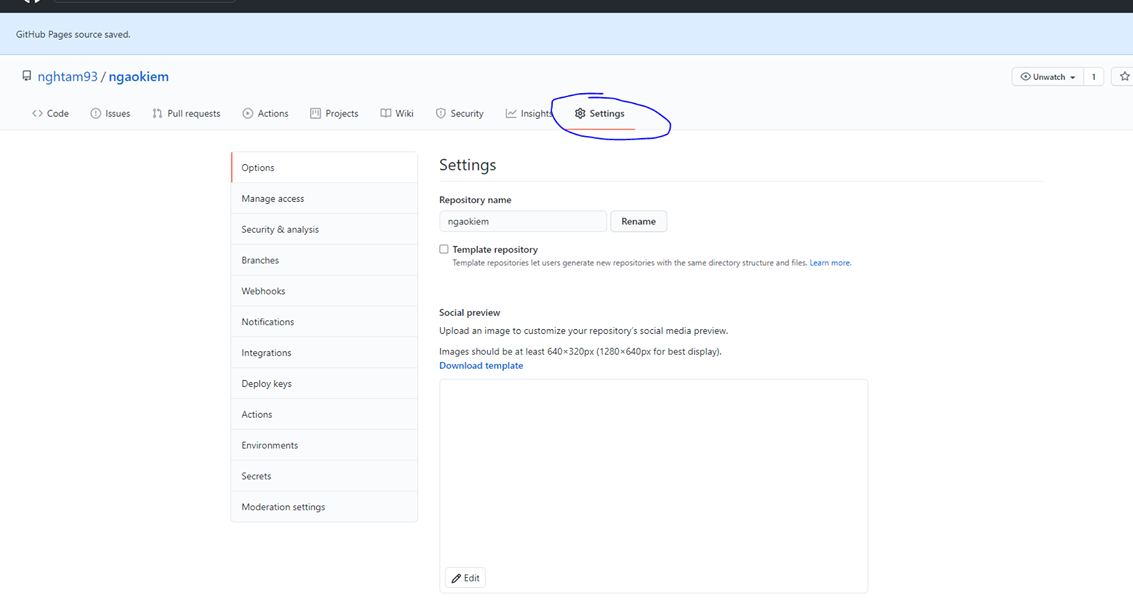 GitHub Pages source saved.
nghtam93 / ngaokiem
Unwatch 1
Code Issues Pull requests Actions Projects Wiki Security Insights Settings
Options
Manage access
Security & analysis
Branches
Webhooks
Notifications
Integrations
Deploy keys
Actions
Environments
Secrets
Moderation settings
Settings
Repository name
ngaokiem Rename
Template repository
Template repositories let users generate new repositories with the same directory structure and files. Learn more.
Social preview
Upload an image to customize your repository's social media preview.
Images should be at least 640×320px (1280×640px for best display).
Download template
Edit